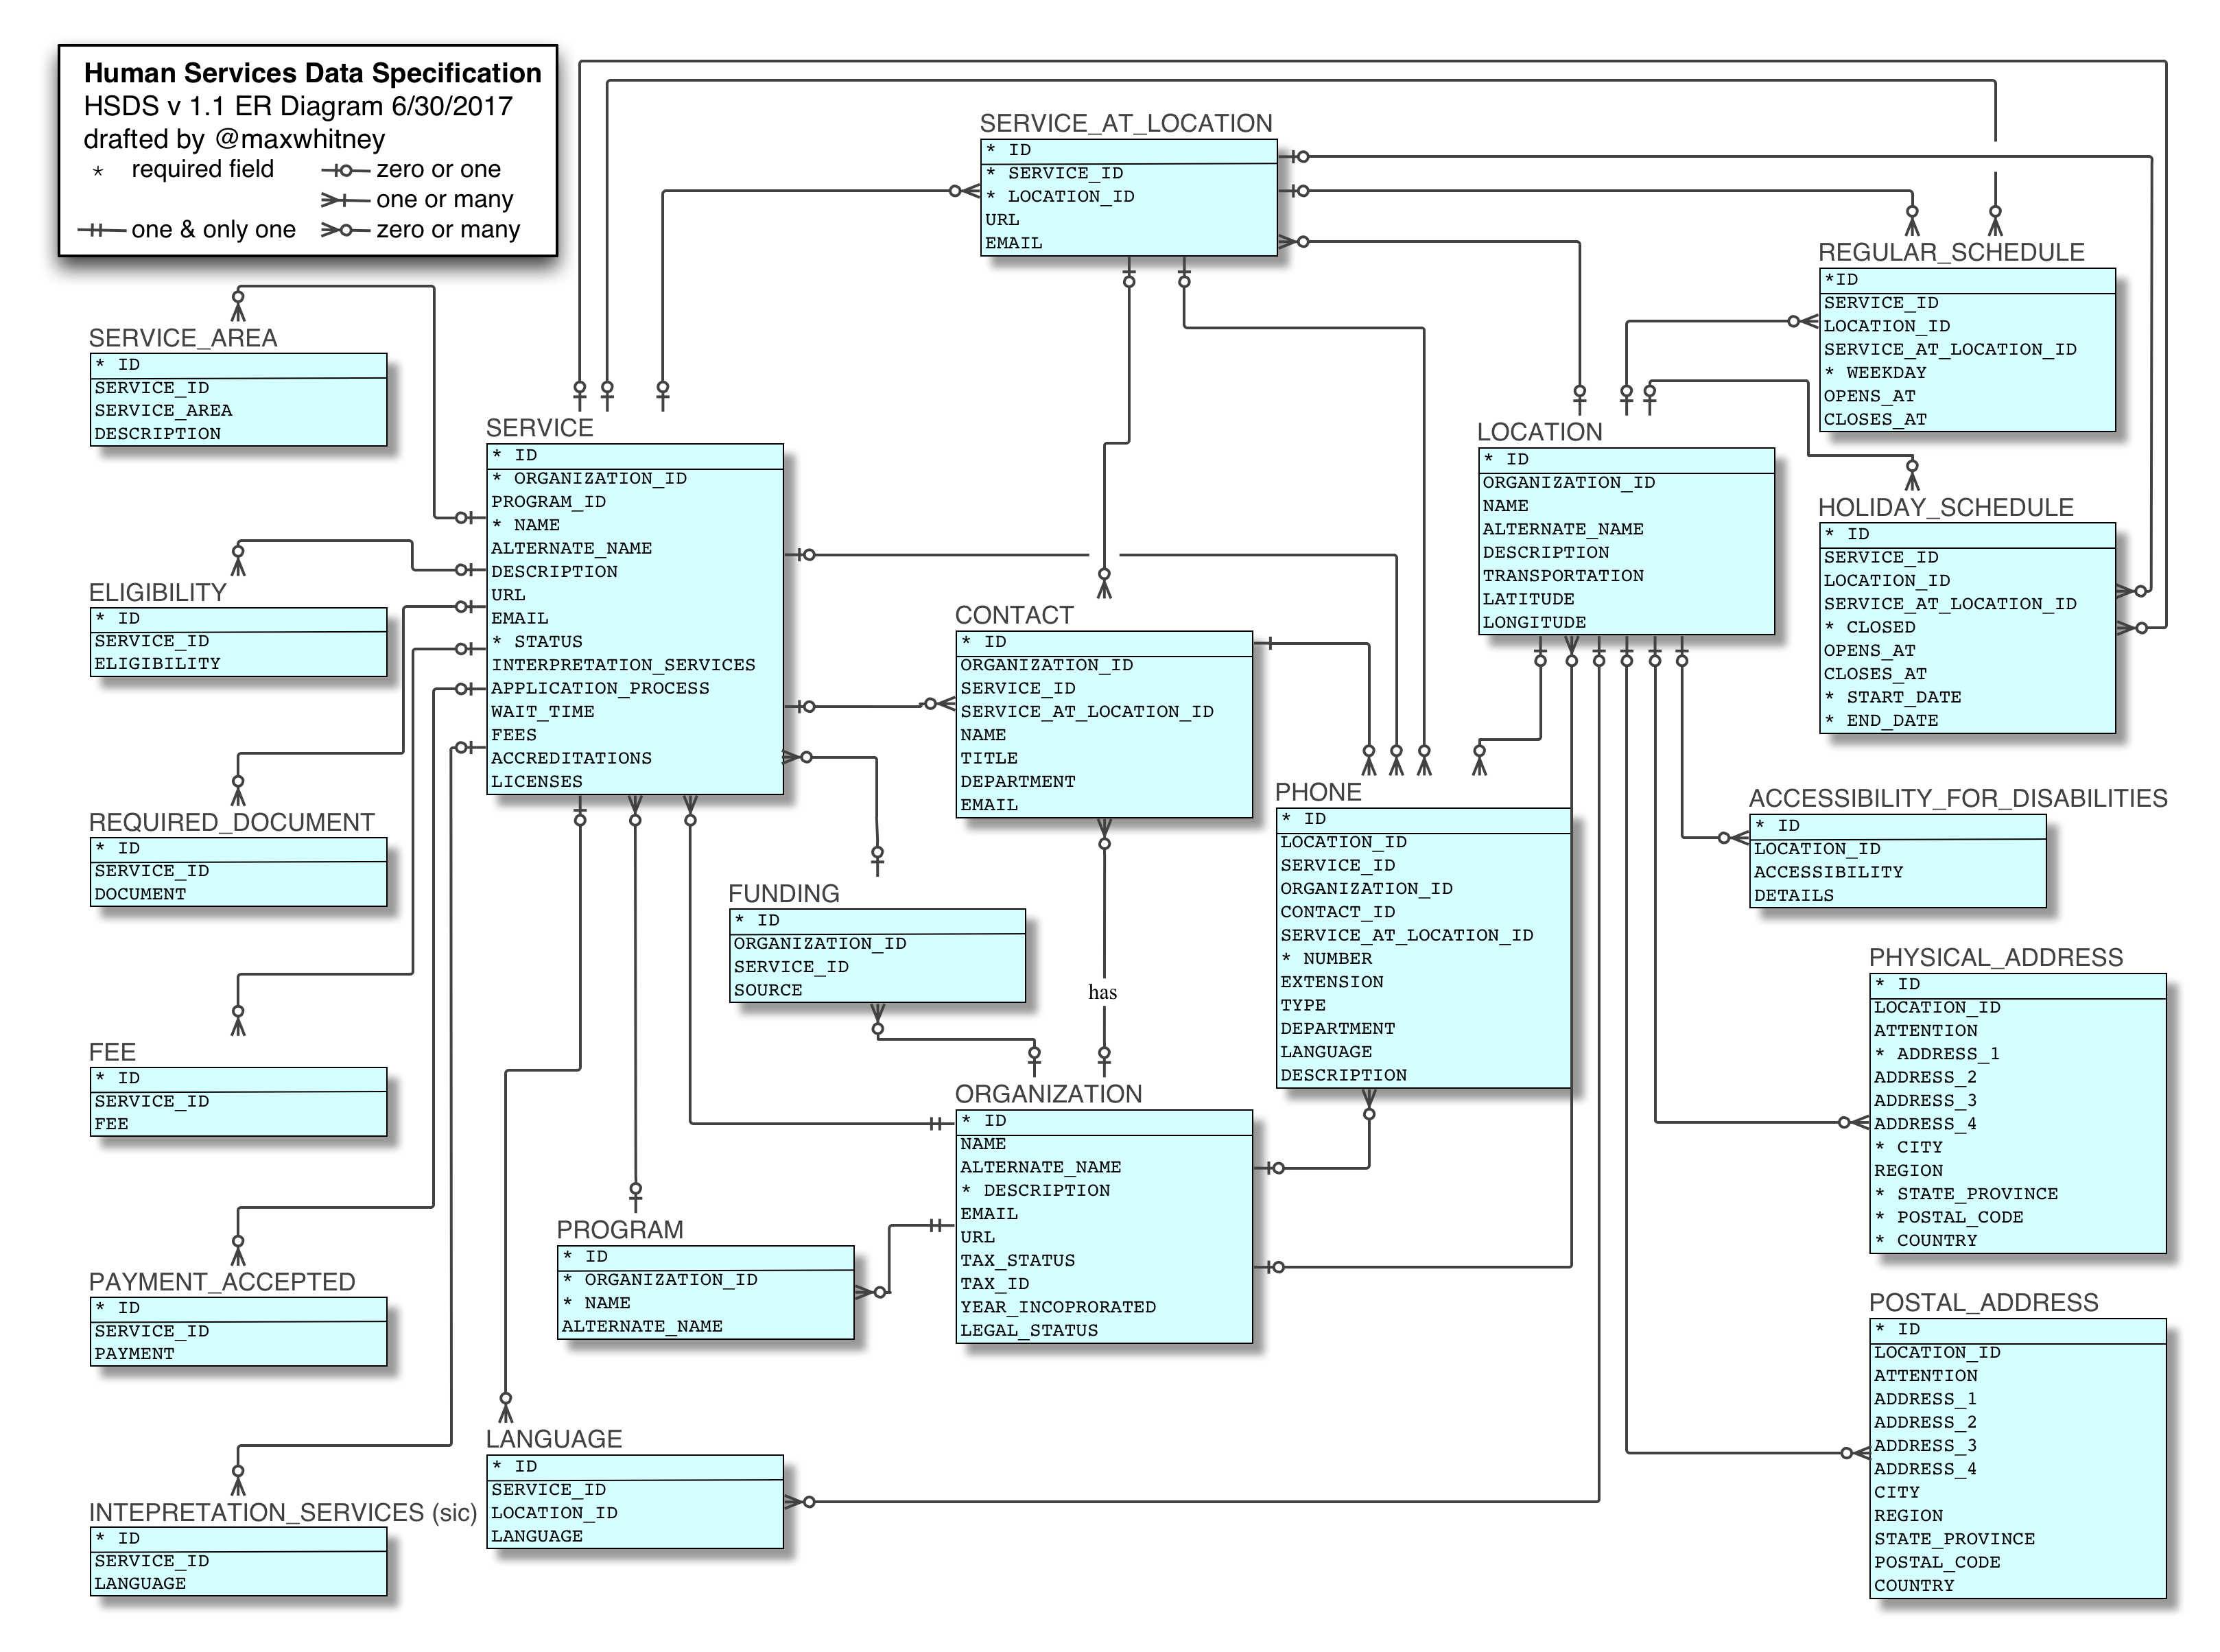 Human Services Data Specification
HSDS v 1.1 ER Diagram 6/30/2017
drafted by @maxwhitney
* required field
zero or one
one or many
one & only one
zero or many
SERVICE_AT_LOCATION
* ID
* SERVICE_ID
* LOCATION_ID
URL
EMAIL
REGULAR_SCHEDULE
*ID
SERVICE_ID
LOCATION_ID
SERVICE_AT_LOCATION_ID
* WEEKDAY
OPENS_AT
CLOSES_AT
SERVICE_AREA
* ID
SERVICE_ID
SERVICE_AREA
DESCRIPTION
SERVICE
* ID
* ORGANIZATION_ID
PROGRAM_ID
* NAME
ALTERNATE_NAME
DESCRIPTION
URL
EMAIL
* STATUS
INTERPRETATION_SERVICES
APPLICATION_PROCESS
WAIT_TIME
FEES
ACCREDITATIONS
LICENSES
LOCATION
* ID
ORGANIZATION_ID
NAME
ALTERNATE_NAME
DESCRIPTION
TRANSPORTATION
LATITUDE
LONGITUDE
HOLIDAY_SCHEDULE
* ID
SERVICE_ID
LOCATION_ID
SERVICE_AT_LOCATION_ID
* CLOSED
OPENS_AT
CLOSES_AT
* START_DATE
* END_DATE
ELIGIBILITY
* ID
SERVICE_ID
ELIGIBILITY
CONTACT
* ID
ORGANIZATION_ID
SERVICE_ID
SERVICE_AT_LOCATION_ID
NAME
TITLE
DEPARTMENT
EMAIL
PHONE
* ID
LOCATION_ID
SERVICE_ID
ORGANIZATION_ID
CONTACT_ID
SERVICE_AT_LOCATION_ID
* NUMBER
EXTENSION
TYPE
DEPARTMENT
LANGUAGE
DESCRIPTION
ACCESSIBILITY_FOR_DISABILITIES
* ID
LOCATION_ID
ACCESSIBILITY
DETAILS
REQUIRED_DOCUMENT
* ID
SERVICE_ID
DOCUMENT
FUNDING
* ID
ORGANIZATION_ID
SERVICE_ID
SOURCE
has
PHYSICAL_ADDRESS
* ID
LOCATION_ID
ATTENTION
* ADDRESS_1
ADDRESS_2
ADDRESS_3
ADDRESS_4
* CITY
REGION
* STATE_PROVINCE
* POSTAL_CODE
* COUNTRY
FEE
* ID
SERVICE_ID
FEE
ORGANIZATION
* ID
NAME
ALTERNATE_NAME
* DESCRIPTION
EMAIL
URL
TAX_STATUS
TAX_ID
YEAR_INCOPRORATED
LEGAL_STATUS
PROGRAM
* ID
* ORGANIZATION_ID
* NAME
ALTERNATE_NAME
PAYMENT_ACCEPTED
* ID
SERVICE_ID
PAYMENT
POSTAL_ADDRESS
* ID
LOCATION_ID
ATTENTION
ADDRESS_1
ADDRESS_2
ADDRESS_3
ADDRESS_4
CITY
REGION
STATE_PROVINCE
POSTAL_CODE
COUNTRY
LANGUAGE
* ID
SERVICE_ID
LOCATION_ID
LANGUAGE
INTEPRETATION_SERVICES (sic)
* ID
SERVICE_ID
LANGUAGE